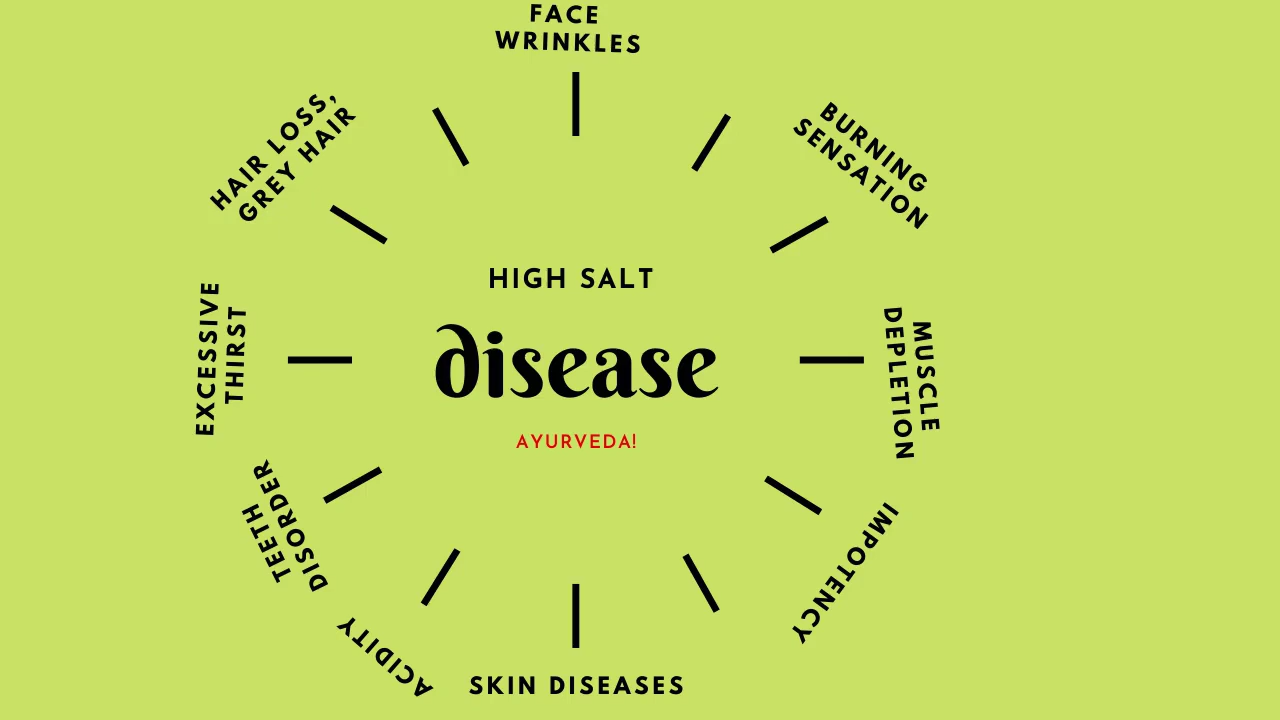 FACE
WRINKLES
HAIR LOSS,
GREY HAIR
BURNING
SENSATION
HIGH SALT
disease
AYURVEDA!
EXCESSIVE
THIRST
MUSCLE
DEPLETION
TEETH
DISORDER
IMPOTENCY
ACIDITY
SKIN DISEASES